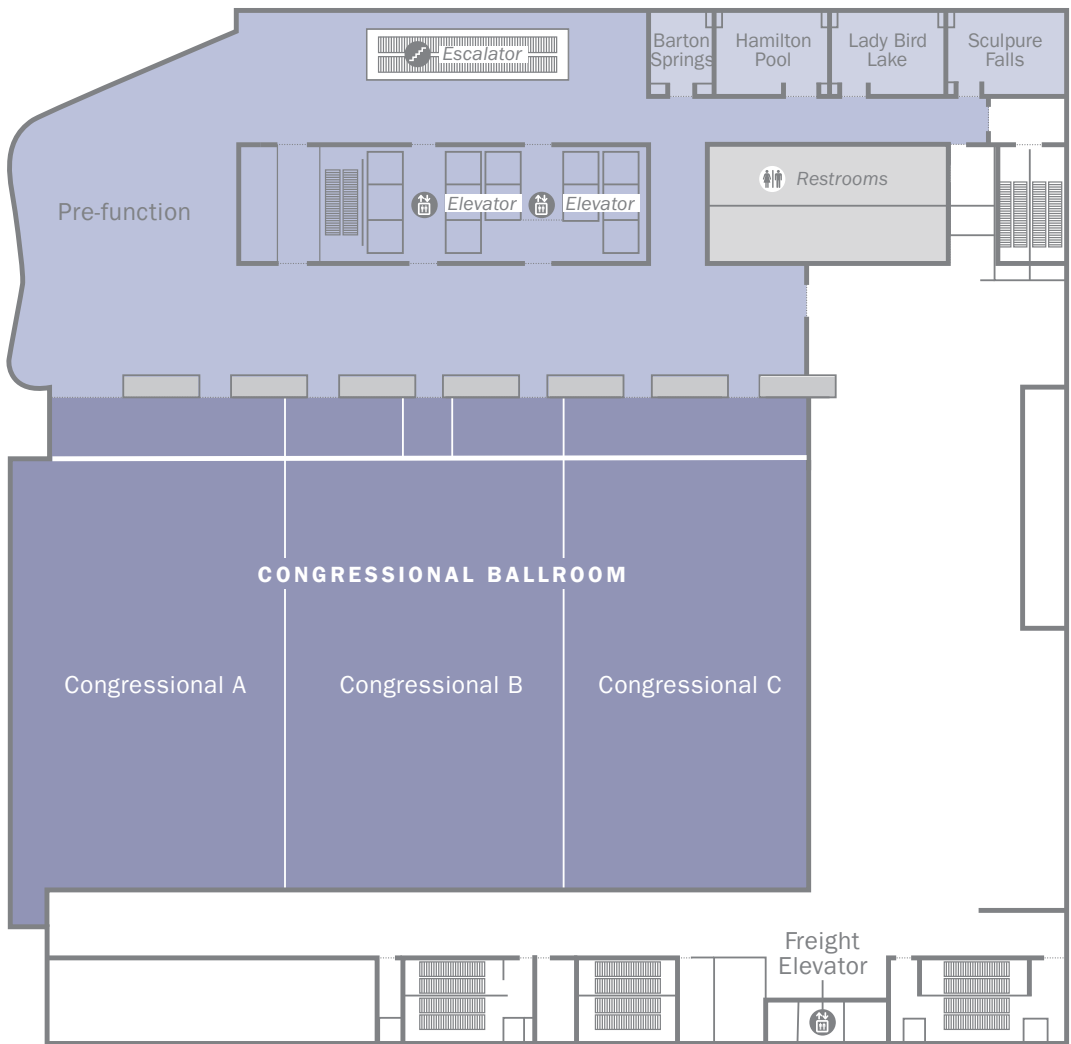 Escalator
Barton
Springs
Hamilton
Pool
Lady Bird
Lake
Sculpure
Falls
Restrooms
Pre-function
Elevator
Elevator
CONGRESSIONAL BALLROOM
Congressional A
Congressional B
Congressional C
Freight
Elevator